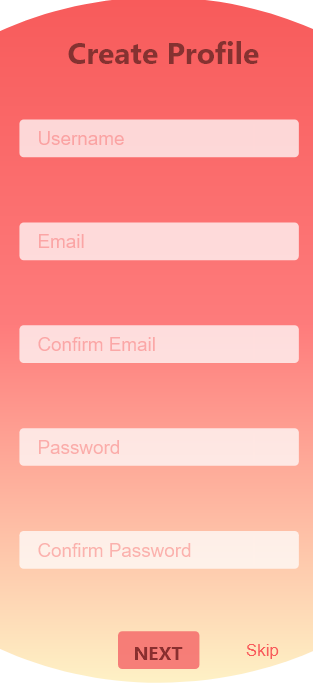 Create Profile
Username
Email
Confirm Email
Password
Confirm Password
NEXT
Skip